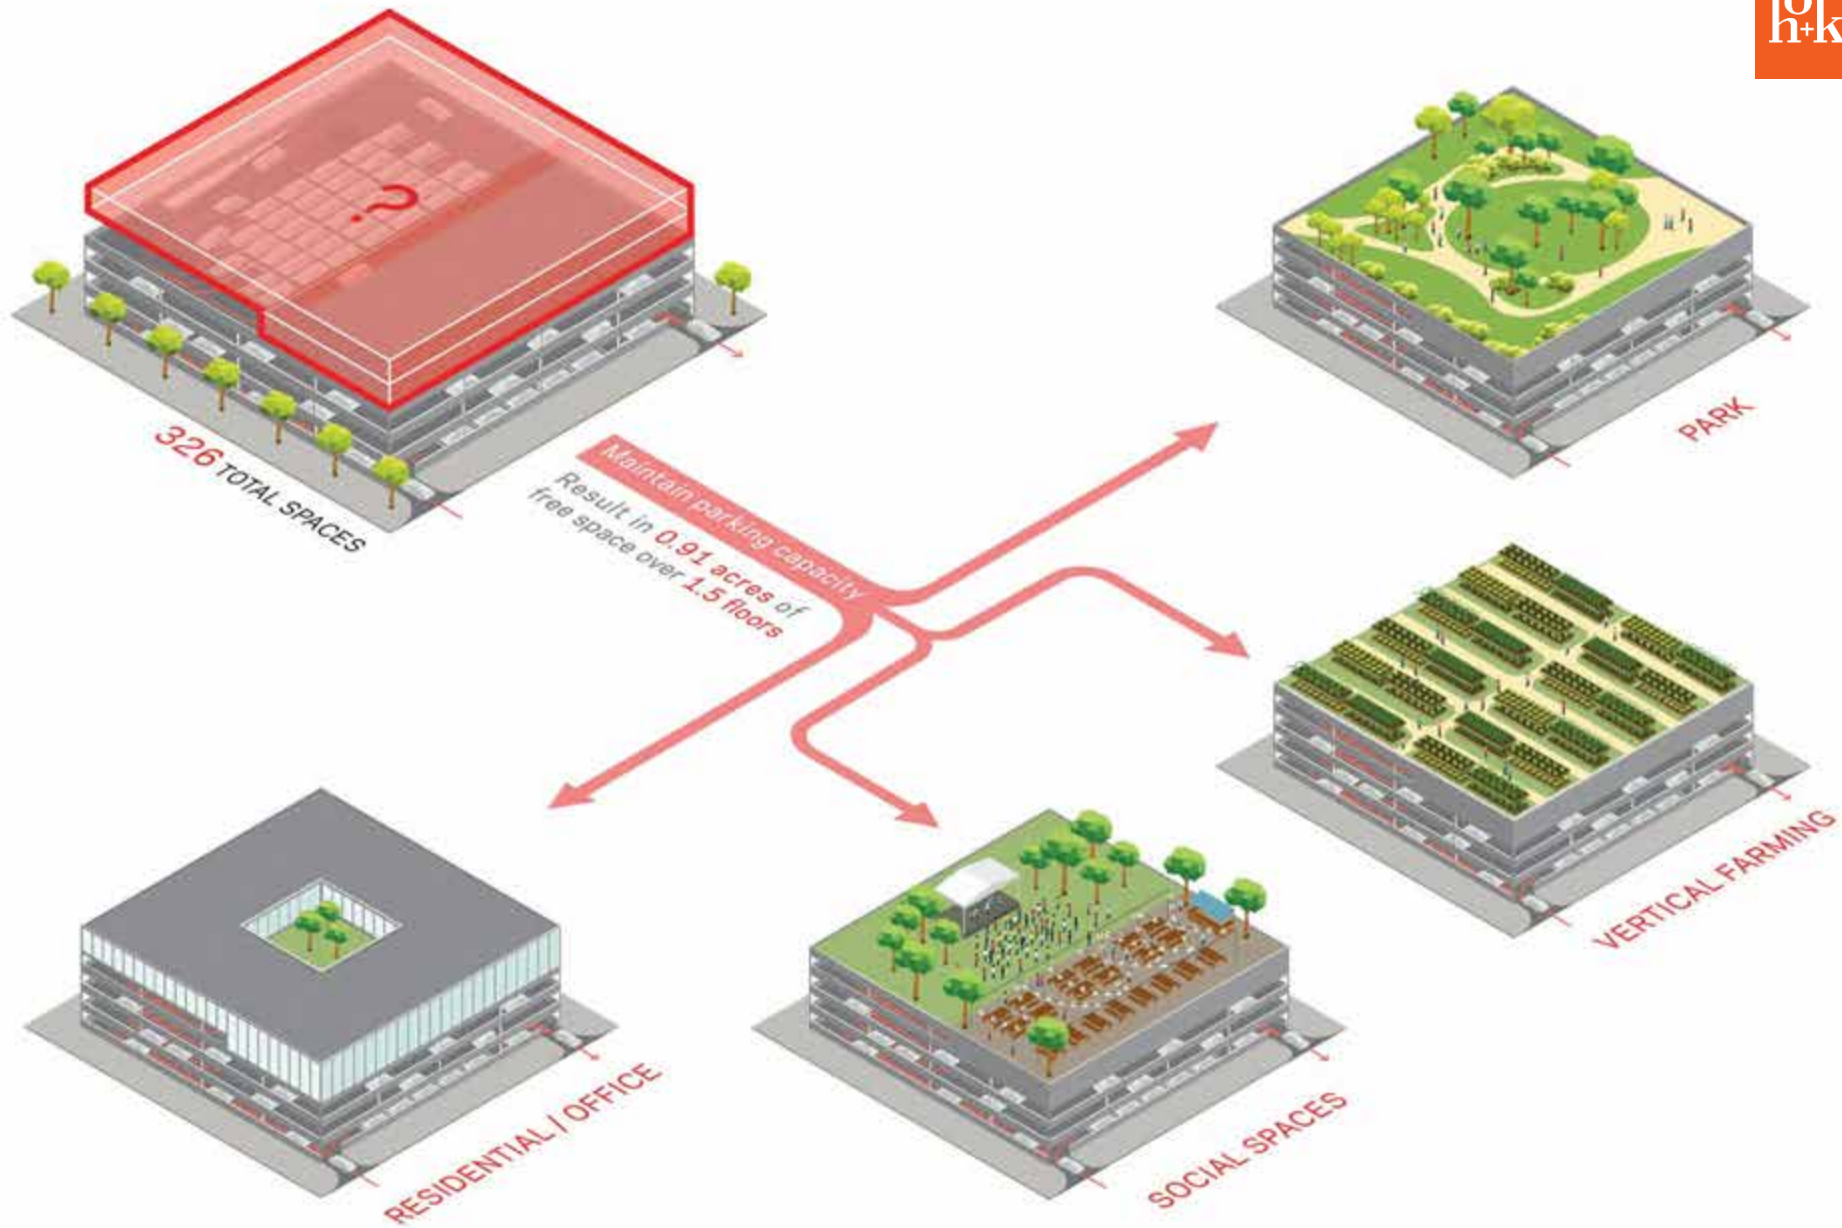 h+k
?
326 TOTAL SPACES
Maintain parking capacity
Result in 0.91 acres of
free space over 1.5 floors
PARK
VERTICAL FARMING
RESIDENTIAL / OFFICE
SOCIAL SPACES